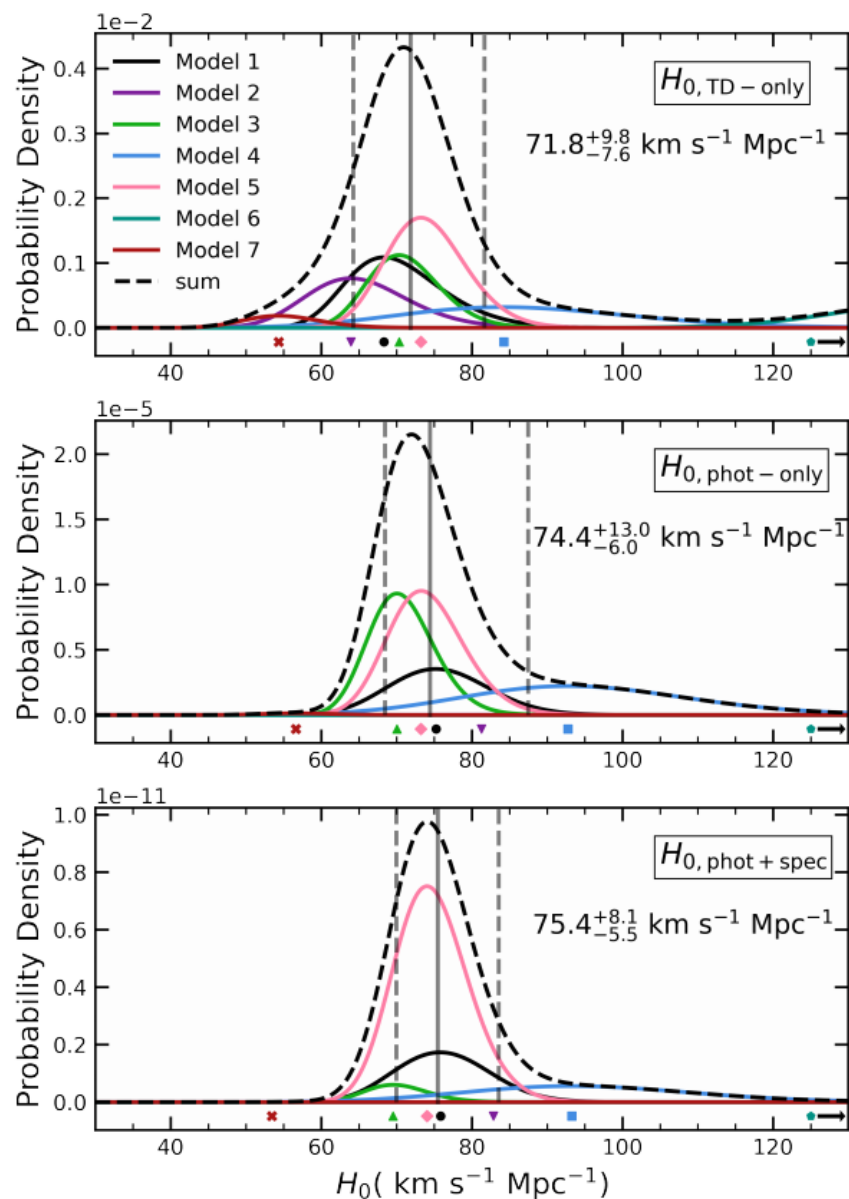 1e−2
Probability Density
0.4
0.3
0.2
0.1
0.0
Model 1
Model 2
Model 3
Model 4
Model 5
Model 6
Model 7
sum
H₀, TD − only
71.8+9.8−7.6 km s⁻¹ Mpc⁻¹
40 60 80 100 120
1e−5
Probability Density
2.0
1.5
1.0
0.5
0.0
H₀, phot − only
74.4+13.0−6.0 km s⁻¹ Mpc⁻¹
40 60 80 100 120
1e−11
Probability Density
1.0
0.8
0.6
0.4
0.2
0.0
H₀, phot + spec
75.4+8.1−5.5 km s⁻¹ Mpc⁻¹
40 60 80 100 120
H₀( km s⁻¹ Mpc⁻¹)